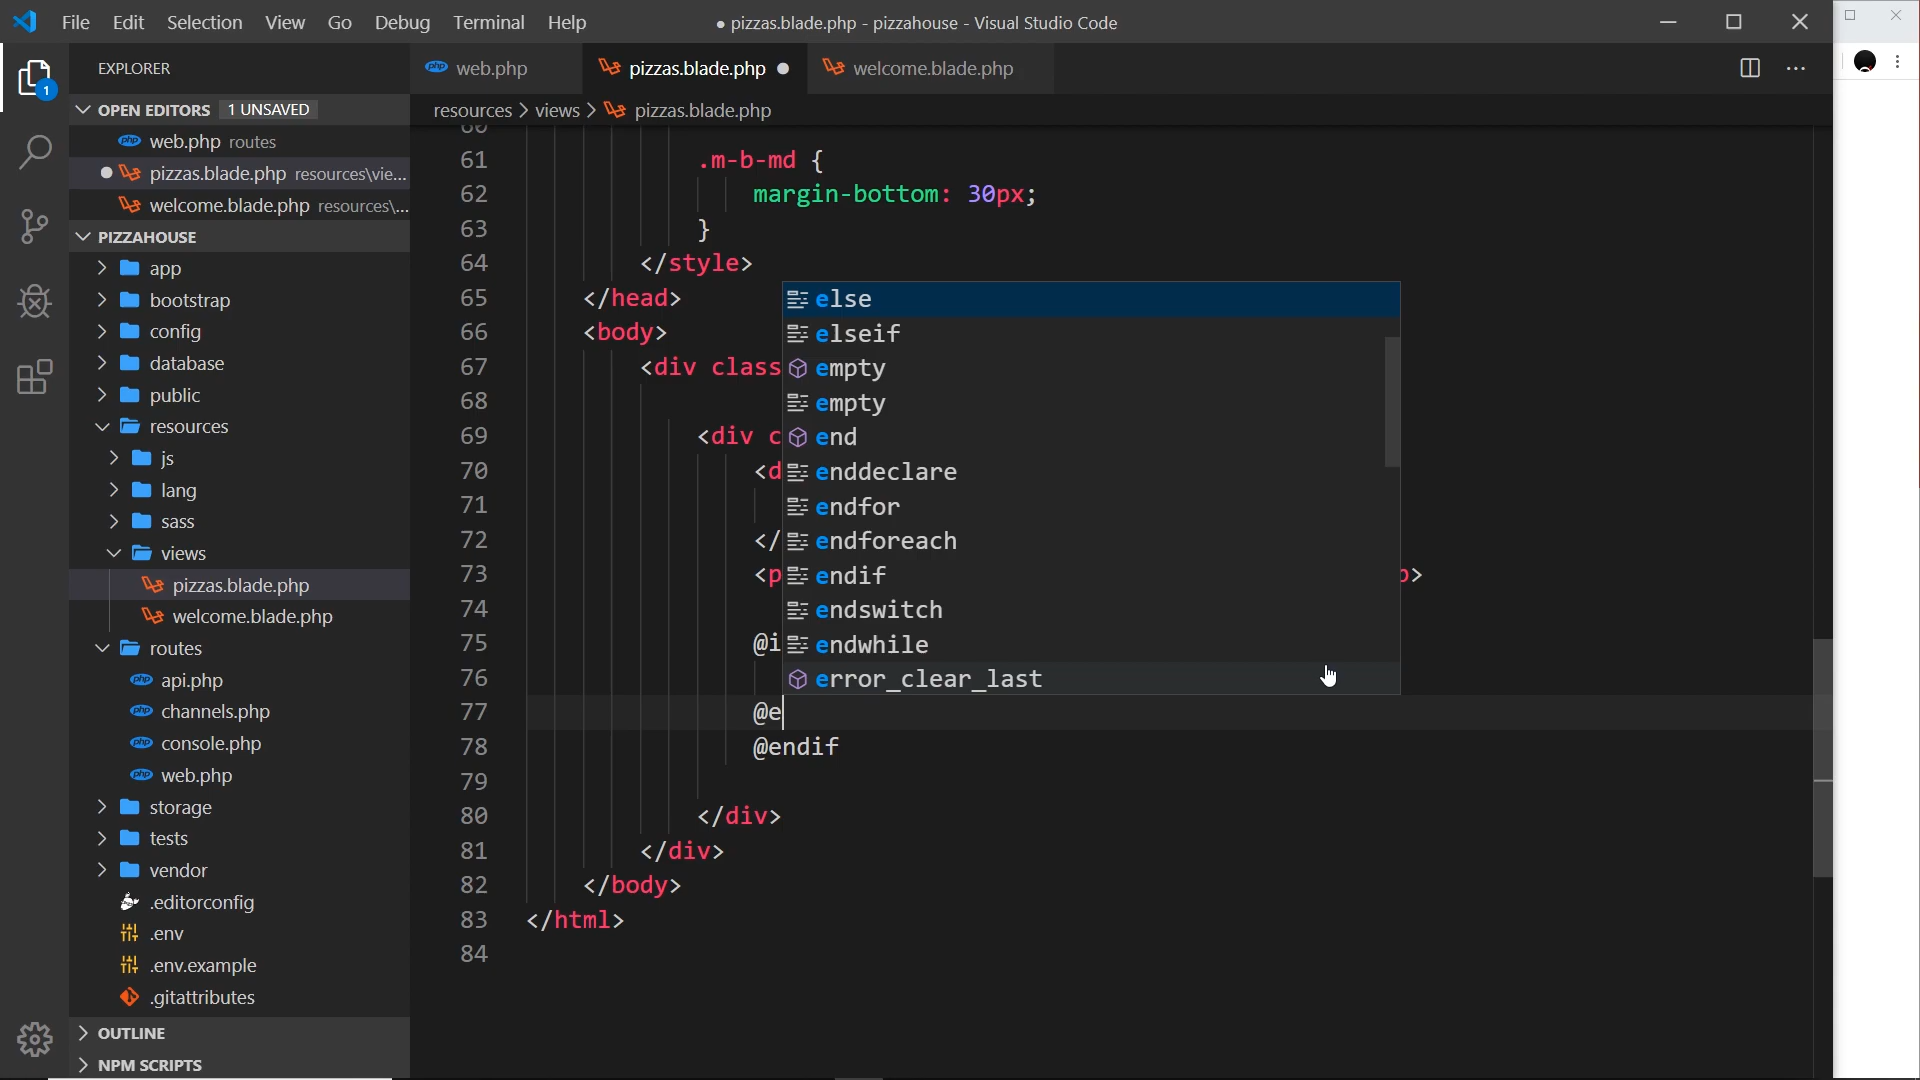 File Edit Selection View Go Debug Terminal Help
● pizzas.blade.php - pizzahouse - Visual Studio Code
EXPLORER
OPEN EDITORS 1 UNSAVED
web.php routes
pizzas.blade.php resources\vie...
welcome.blade.php resources\...
PIZZAHOUSE
app
bootstrap
config
database
public
resources
js
lang
sass
views
pizzas.blade.php
welcome.blade.php
routes
api.php
channels.php
console.php
web.php
storage
tests
vendor
.editorconfig
.env
.env.example
.gitattributes
OUTLINE
NPM SCRIPTS
1
web.php
pizzas.blade.php
welcome.blade.php
resources > views > pizzas.blade.php
60
61 .m-b-md {
62 margin-bottom: 30px;
63 }
64 </style>
65 </head>
66 <body>
67 <div class
68
69 <div c
70 <d
71
72 </
73 <p p>
74
75 @i
76
77 @e
78 @endif
79
80 </div>
81 </div>
82 </body>
83 </html>
84
else
elseif
empty
empty
end
enddeclare
endfor
endforeach
endif
endswitch
endwhile
error_clear_last